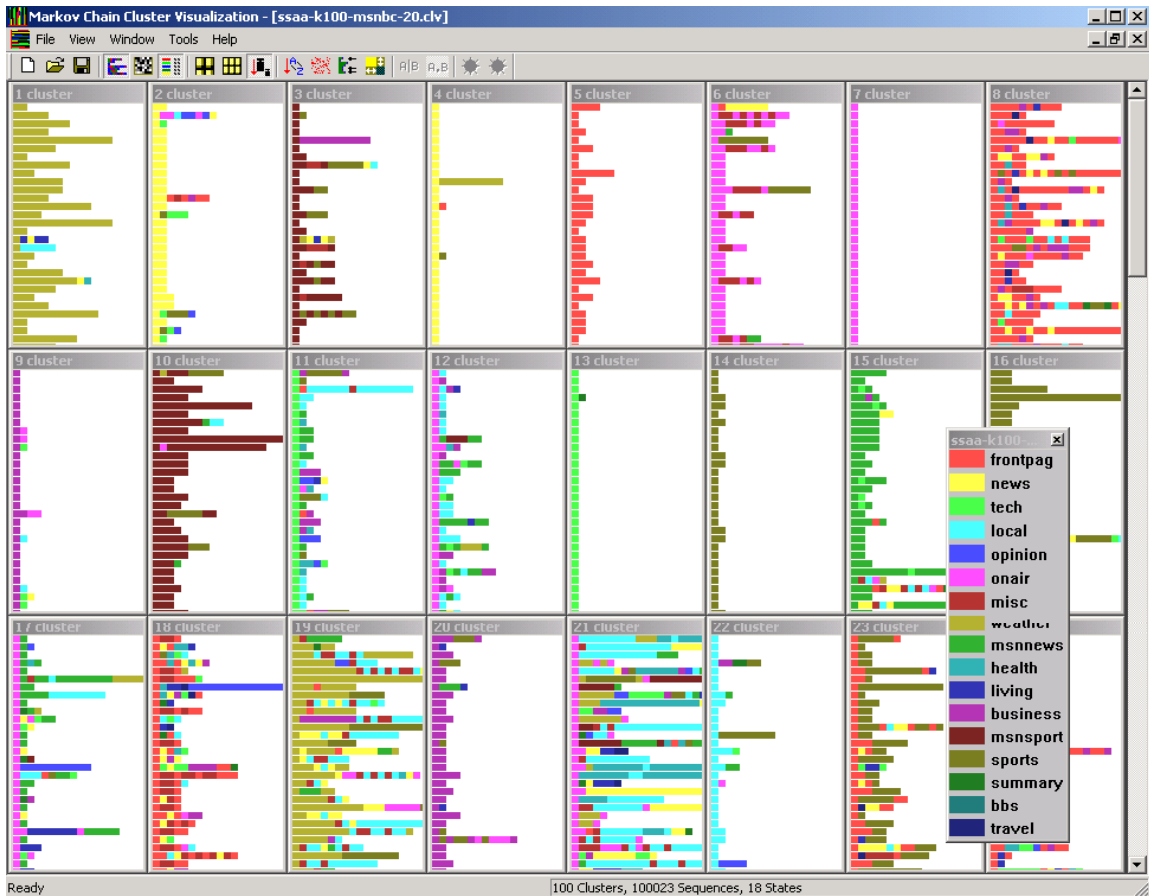 Markov Chain Cluster Visualization - [ssaa-k100-msnbc-20.clv]
File View Window Tools Help
A|B A,B
1 cluster 2 cluster 3 cluster 4 cluster 5 cluster 6 cluster 7 cluster 8 cluster
9 cluster 10 cluster 11 cluster 12 cluster 13 cluster 14 cluster 15 cluster 16 cluster
ssaa-k100-...
frontpag
news
tech
local
opinion
onair
misc
weather
msnnews
health
living
business
msnsport
sports
summary
bbs
travel
17 cluster 18 cluster 19 cluster 20 cluster 21 cluster 22 cluster 23 cluster
Ready 100 Clusters, 100023 Sequences, 18 States